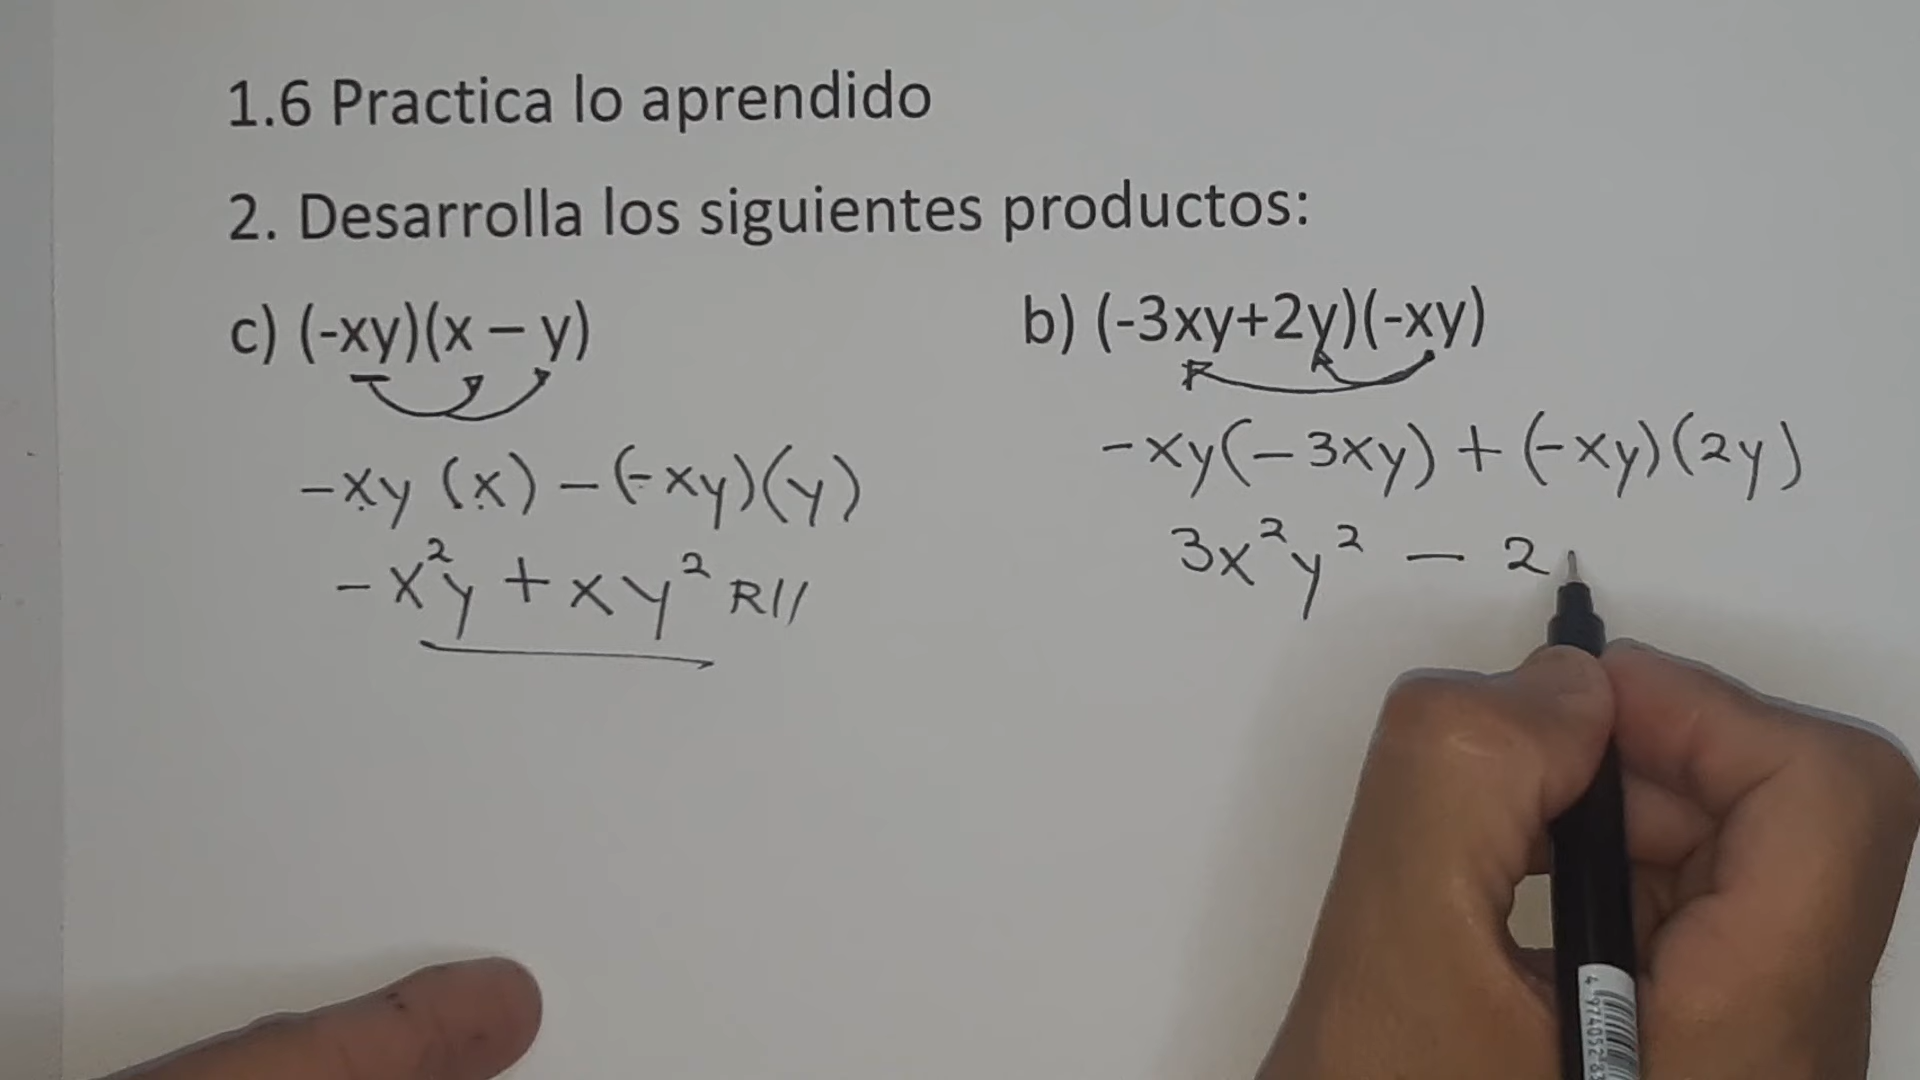 1.6 Practica lo aprendido
2. Desarrolla los siguientes productos:
c) (-xy)(x – y)
-xy (x) - (-xy)(y)
-x²y + xy² R//
b) (-3xy+2y)(-xy)
-xy(-3xy) + (-xy)(2y)
3x²y² - 2